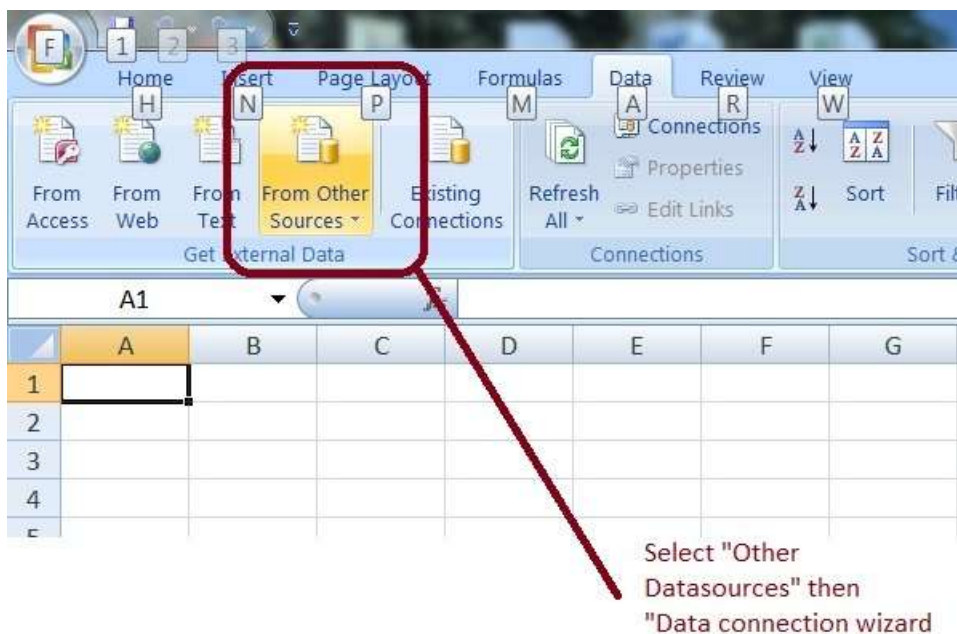 F 1 2 3
Home Insert Page Layout Formulas Data Review View
H N P M A R W
From Access
From Web
From Text
From Other Sources
Existing Connections
Refresh All
Connections
Properties
Edit Links
A Z
Z A
A Z
Z A
Sort
Get External Data
Connections
Sort &
A1
A B C D E F G
1
2
3
4
Select "Other
Datasources" then
"Data connection wizard